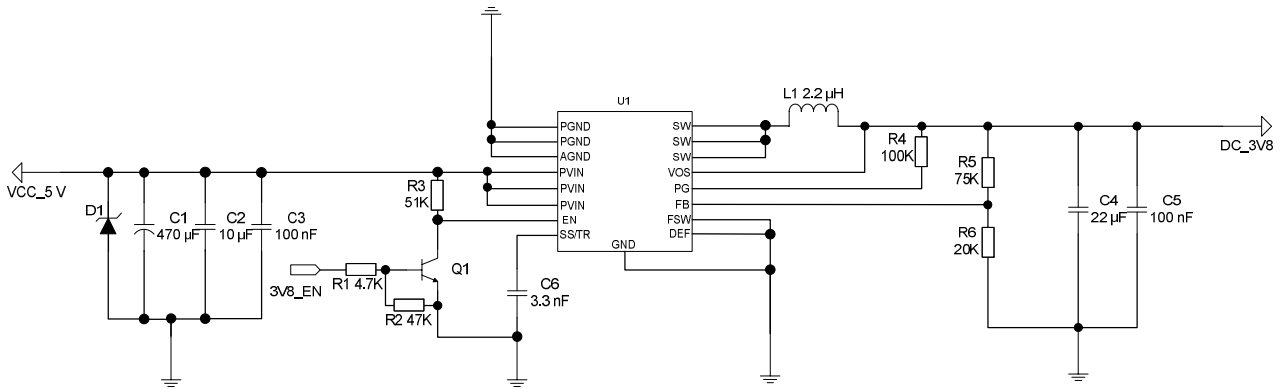 U1
L1 2.2 µH
PGND
PGND
AGND
PVIN
PVIN
PVIN
EN
SS/TR
GND
SW
SW
SW
VOS
PG
FB
FSW
DEF
VCC_5 V
D1
C1
470 µF
C2
10 µF
C3
100 nF
R3
51K
3V8_EN
R1 4.7K
R2 47K
Q1
C6
3.3 nF
R4
100K
R5
75K
R6
20K
C4
22 µF
C5
100 nF
DC_3V8